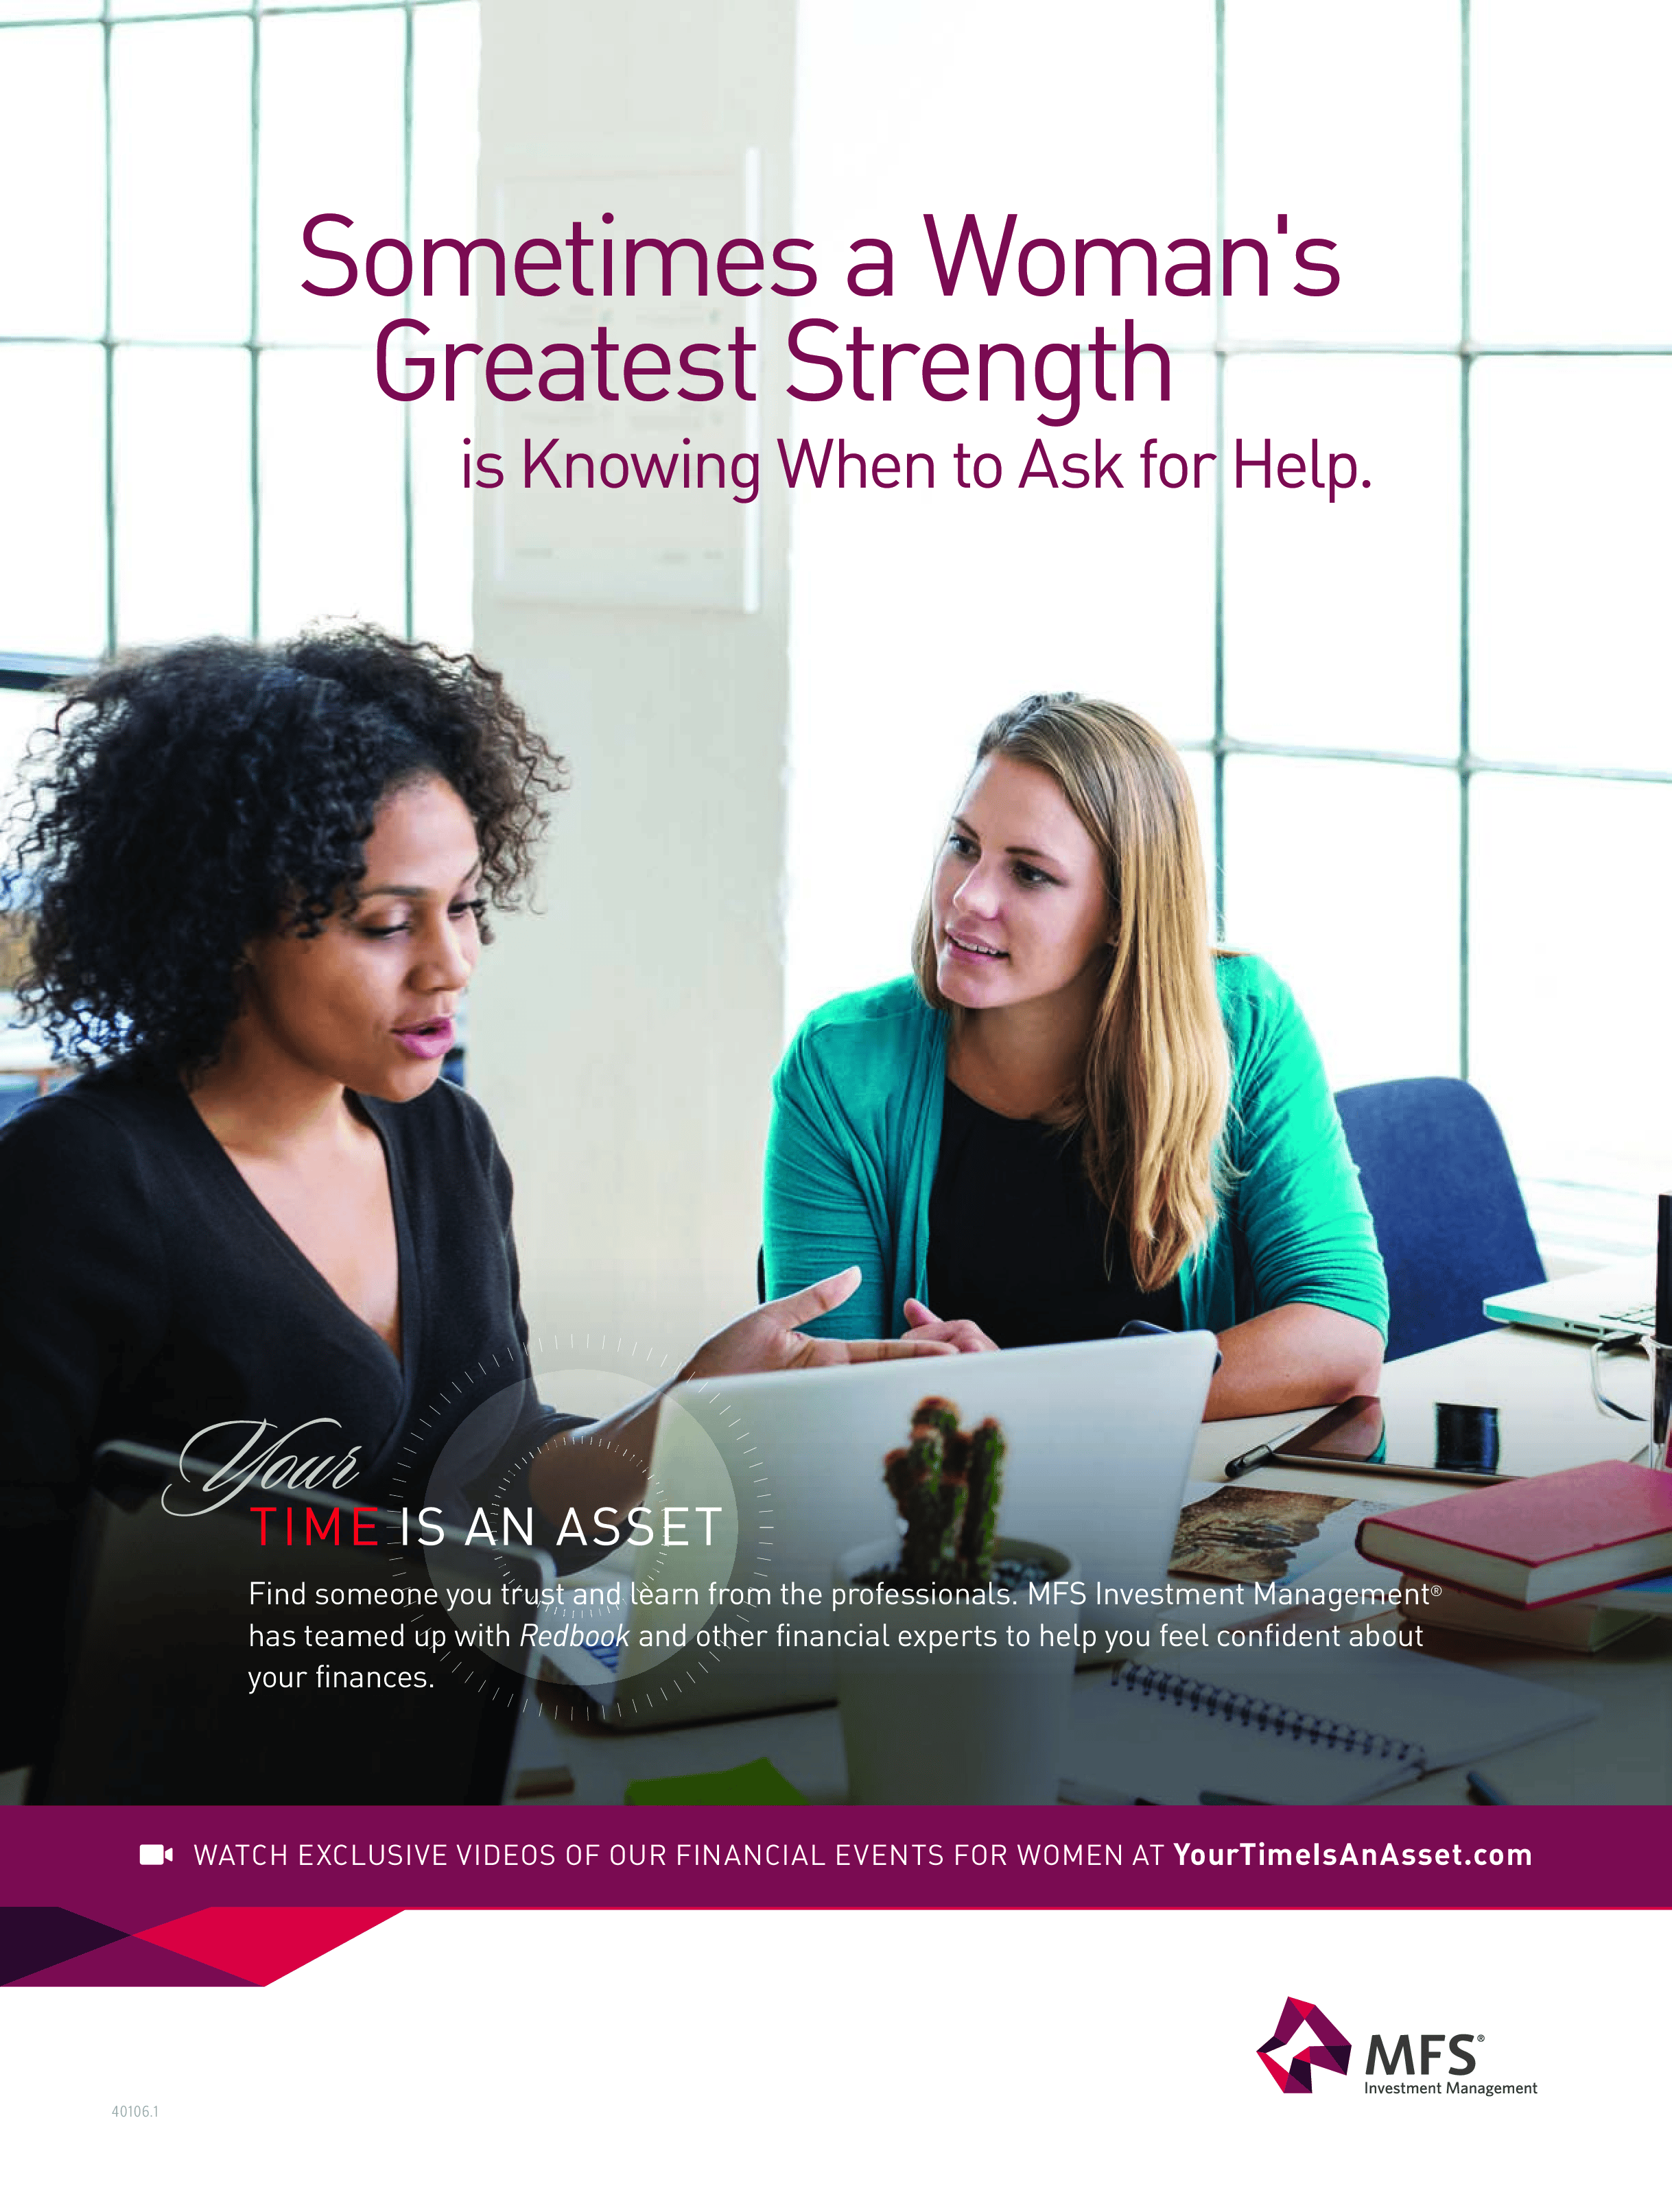 Sometimes a Woman's
Greatest Strength
is Knowing When to Ask for Help.
Your
TIME IS AN ASSET
Find someone you trust and learn from the professionals. MFS Investment Management®
has teamed up with Redbook and other financial experts to help you feel confident about
your finances.
WATCH EXCLUSIVE VIDEOS OF OUR FINANCIAL EVENTS FOR WOMEN AT YourTimeIsAnAsset.com
MFS®
Investment Management
40106.1